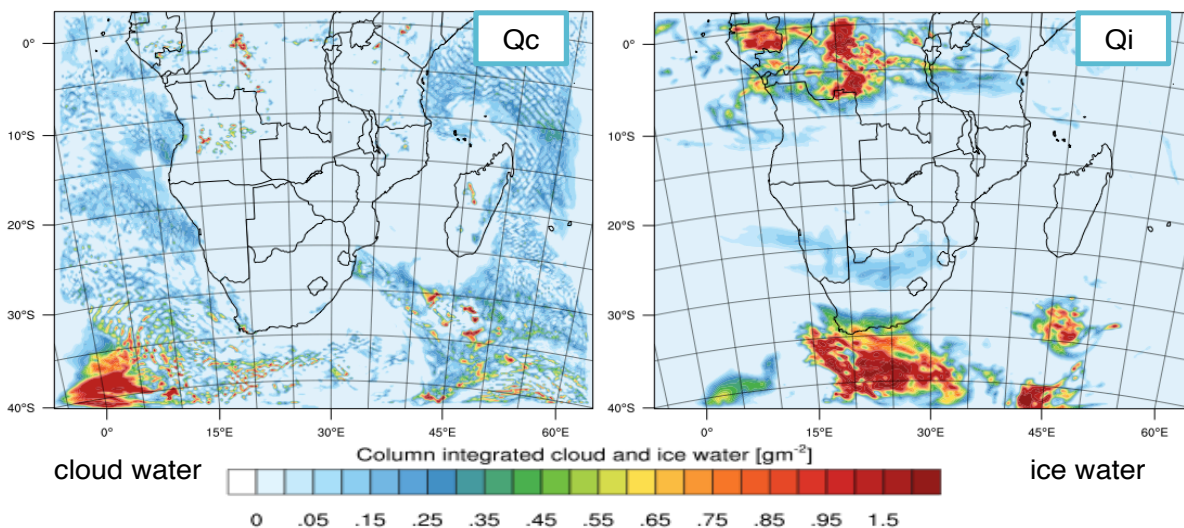 Qc
Qi
0°
10°S
20°S
30°S
40°S
0°
15°E
30°E
45°E
60°E
0°
10°S
20°S
30°S
40°S
0°
15°E
30°E
45°E
60°E
cloud water
Column integrated cloud and ice water [gm⁻²]
ice water
0 .05 .15 .25 .35 .45 .55 .65 .75 .85 .95 1.5